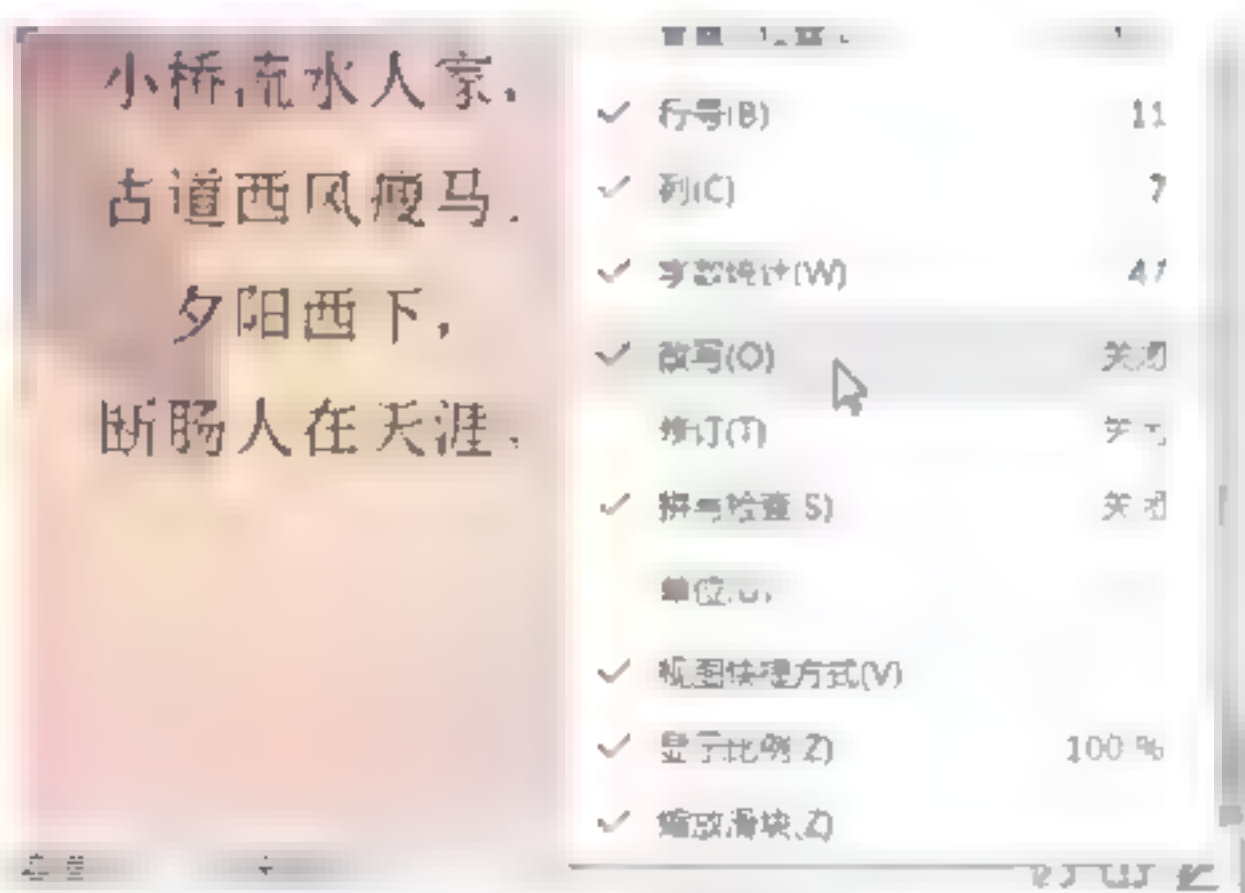 小桥流水人家，
古道西风瘦马．
夕阳西下，
断肠人在天涯．
行号(B) 11
列(C) 7
字数统计(W) 47
改写(O) 关闭
修订(T) 关闭
拼写检查(S) 关闭
单位(U)
视图快捷方式(V)
显示比例(Z) 100 %
缩放滑块(Z)